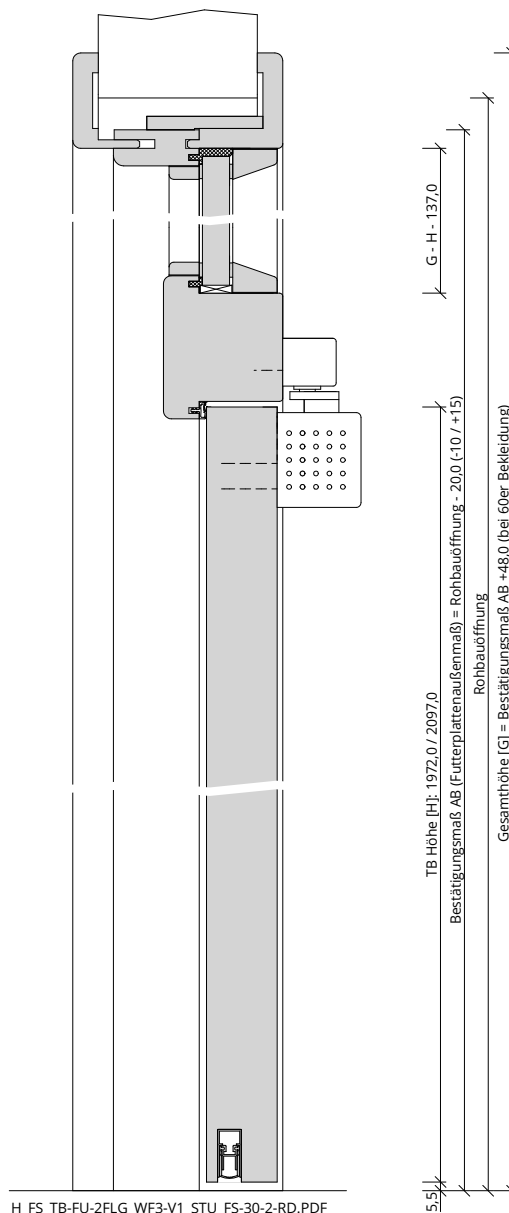 G - H - 137,0
TB Höhe [H]: 1972,0 / 2097,0
Bestätigungsmaß AB (Futterplattenaußenmaß) = Rohbauöffnung - 20,0 (-10 / +15)
Rohbauöffnung
Gesamthöhe [G] = Bestätigungsmaß AB +48,0 (bei 60er Bekleidung)
5,5
H_FS_TB-FU-2FLG_WF3-V1_STU_FS-30-2-RD.PDF